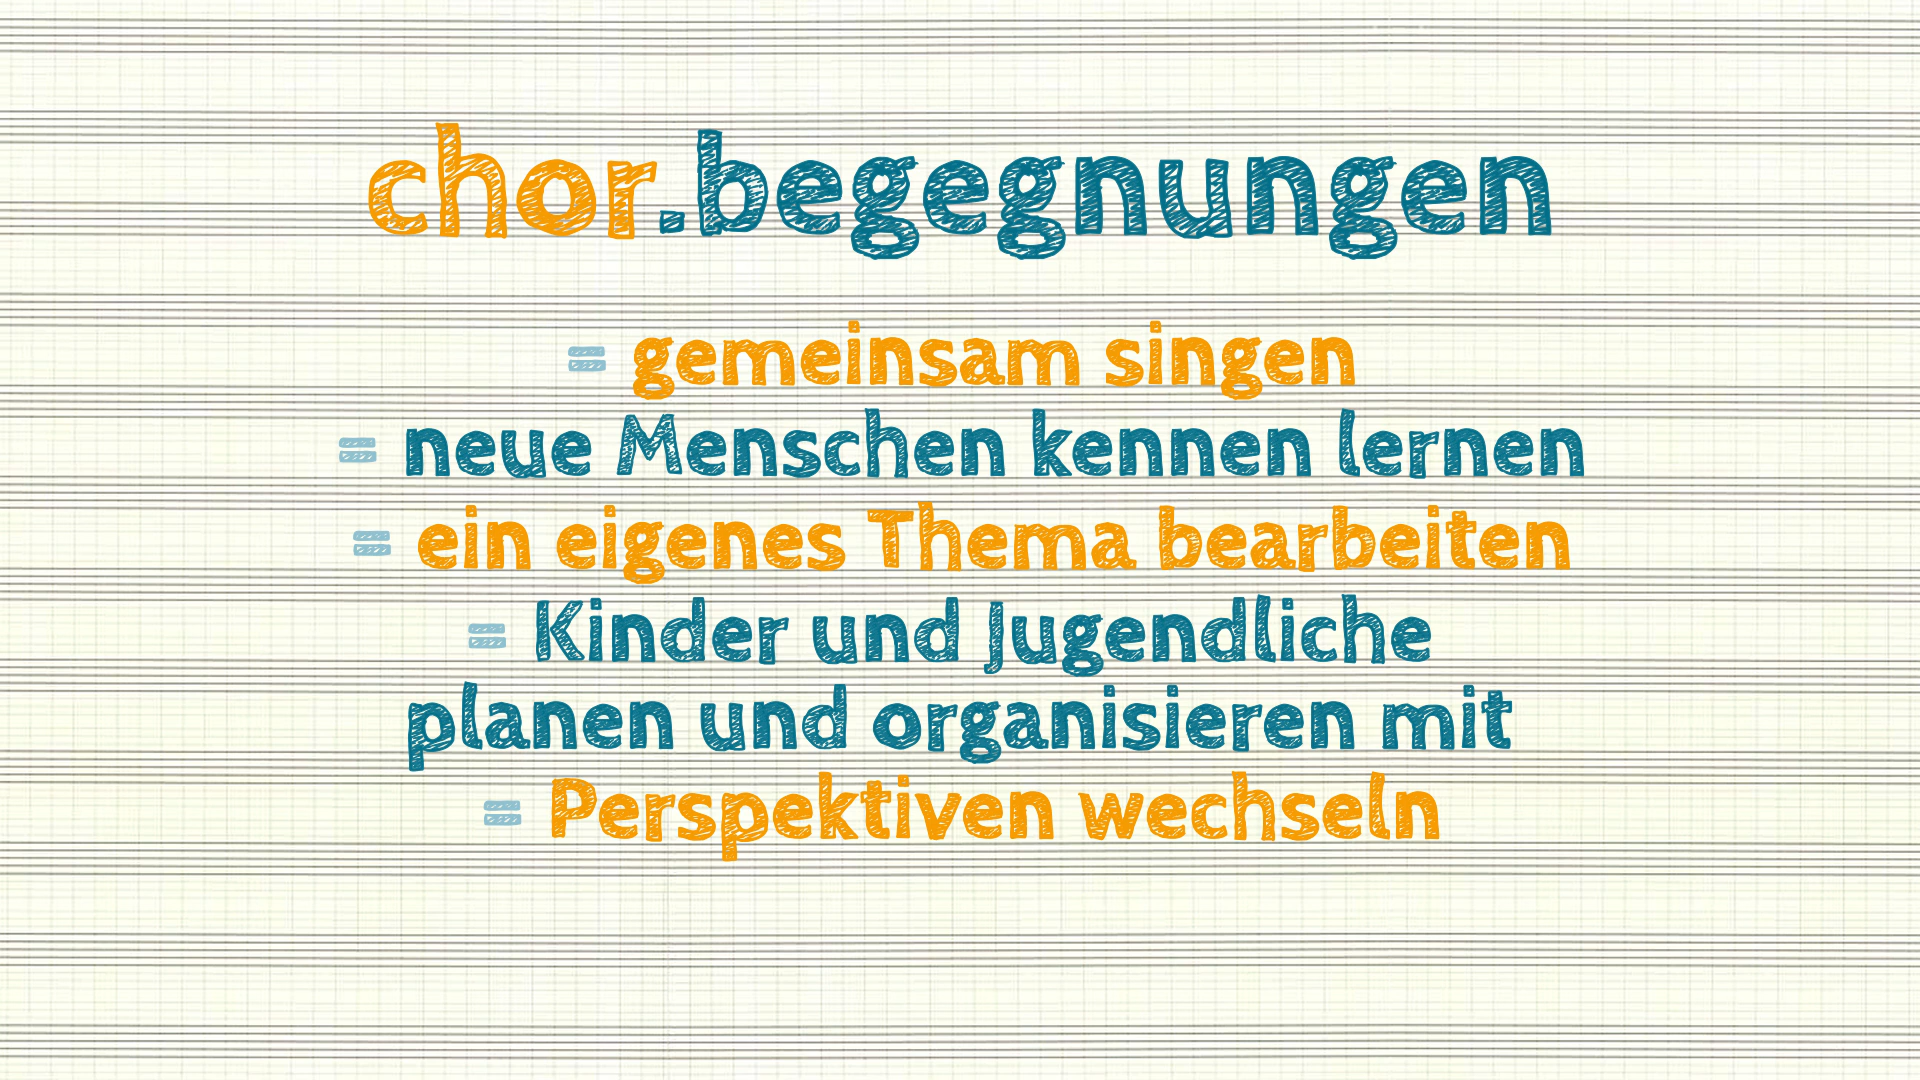 chor.begegnungen
= gemeinsam singen
= neue Menschen kennen lernen
= ein eigenes Thema bearbeiten
= Kinder und Jugendliche
planen und organisieren mit
= Perspektiven wechseln